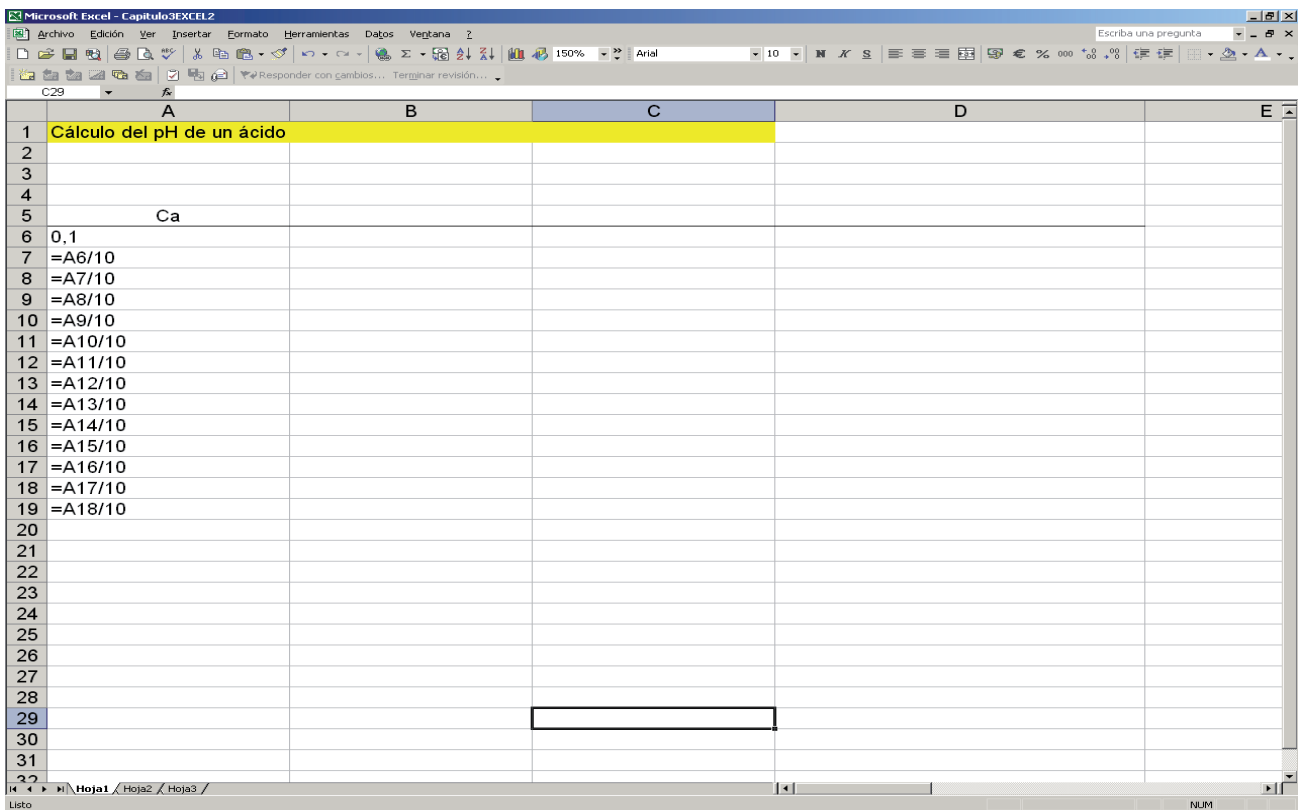 Microsoft Excel - Capitulo3EXCEL2
Archivo Edición Ver Insertar Formato Herramientas Datos Ventana ? Escriba una pregunta
150% Arial 10 N K S € % 000
Responder con cambios... Terminar revisión...
C29 fx
A B C D E
1 Cálculo del pH de un ácido
2
3
4
5 Ca
6 0,1
7 =A6/10
8 =A7/10
9 =A8/10
10 =A9/10
11 =A10/10
12 =A11/10
13 =A12/10
14 =A13/10
15 =A14/10
16 =A15/10
17 =A16/10
18 =A17/10
19 =A18/10
20
21
22
23
24
25
26
27
28
29
30
31
32
Hoja1 Hoja2 Hoja3
Listo NUM